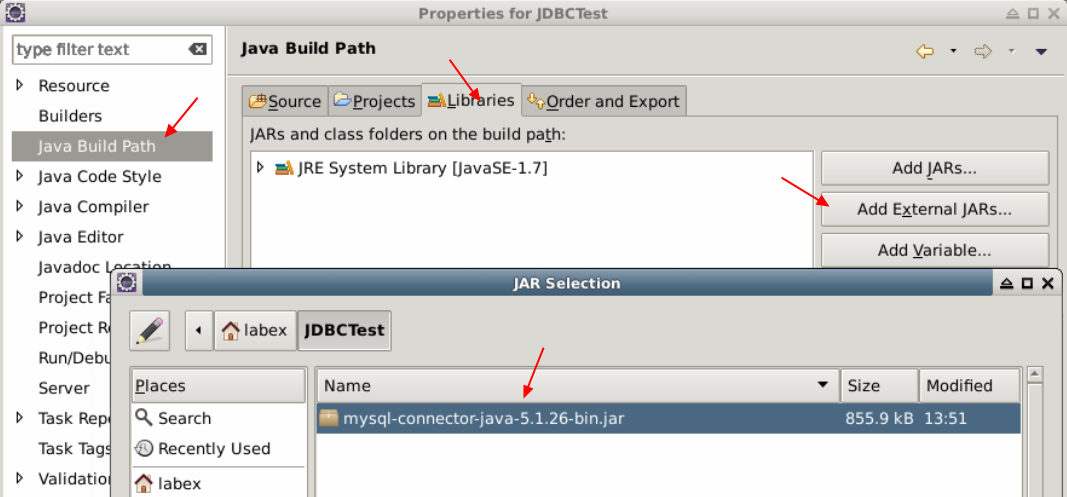 Properties for JDBCTest
type filter text
Java Build Path
Resource
Builders
Java Build Path
Java Code Style
Java Compiler
Java Editor
Javadoc Location
Project Fa
Project Re
Run/Debu
Server
Task Repo
Task Tags
Validation
Source
Projects
Libraries
Order and Export
JARs and class folders on the build path:
JRE System Library [JavaSE-1.7]
Add JARs...
Add External JARs...
Add Variable...
JAR Selection
labex
JDBCTest
Places
Search
Recently Used
labex
Name Size Modified
mysql-connector-java-5.1.26-bin.jar 855.9 kB 13:51